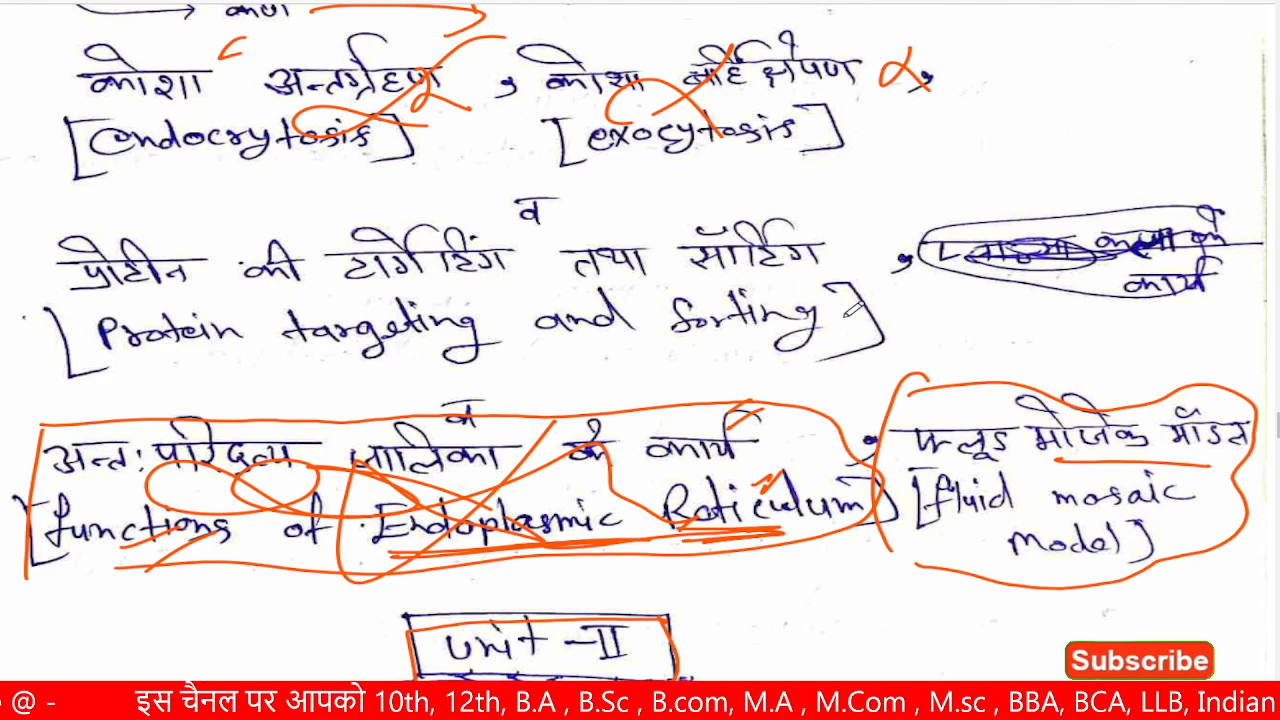 कोशा अन्तर्ग्रहण , कोशा बहिर्क्षेपण ,
[endocrytosis] [exocytosis]
व
प्रोटीन की टार्गेटिंग तथा सॉर्टिंग ,
कार्य
[Protein targeting and sorting]
अन्तः परिद्रव्य जालिका के कार्य , फ्लूड मोजेक मॉडल
[functions of Endoplasmic Reticulum] [fluid mosaic
model]
Unit -II
Subscribe
@ - इस चैनल पर आपको 10th, 12th, B.A , B.Sc , B.com, M.A , M.Com , M.sc , BBA, BCA, LLB, Indian